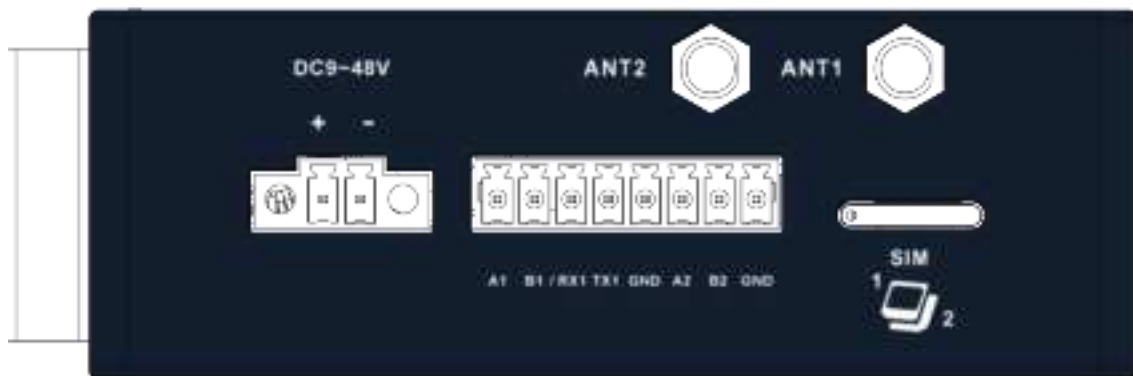 DC9~48V
ANT2
ANT1
+ -
A1 B1 / RX1 TX1 GND A2 B2 GND
SIM
1
2